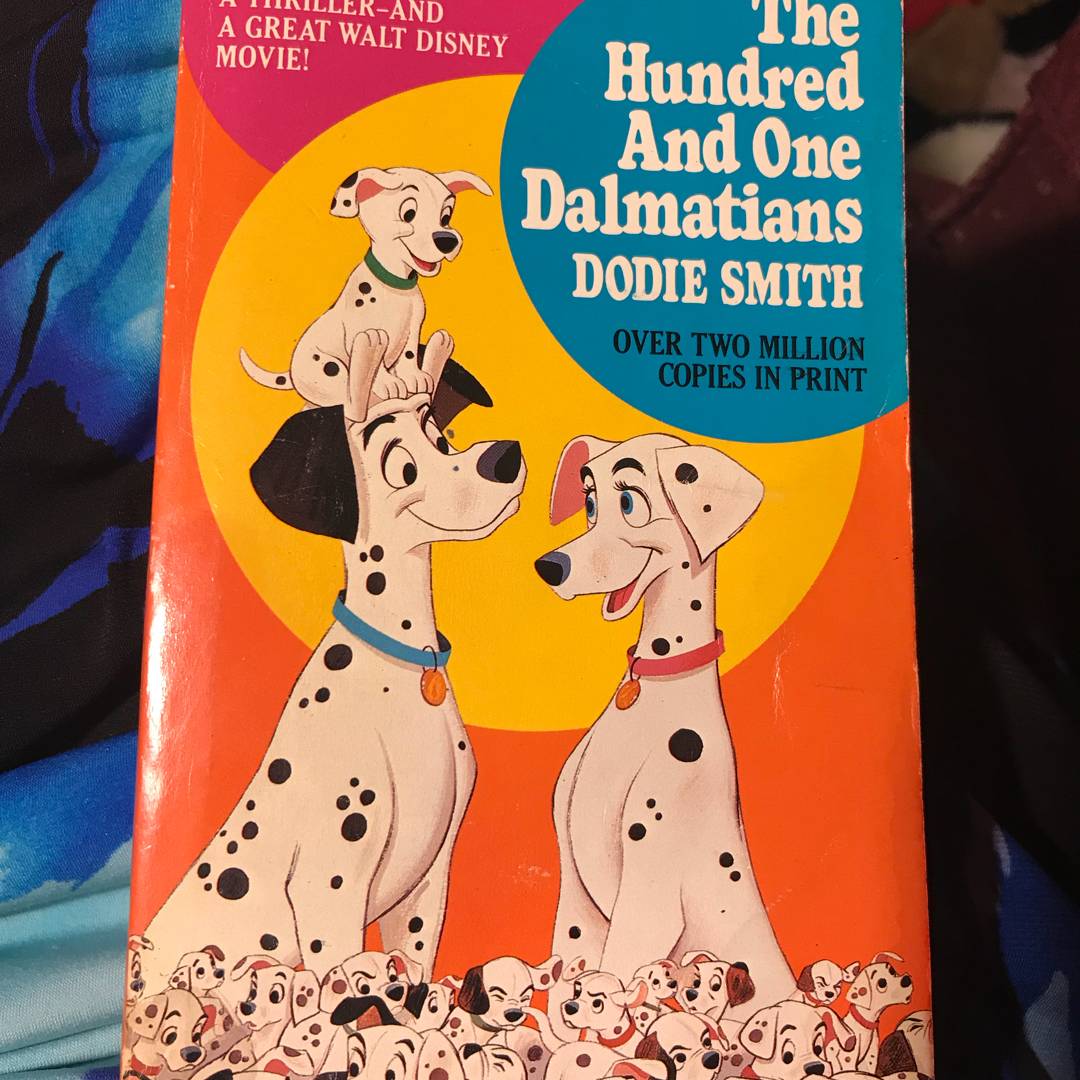 A THRILLER–AND
A GREAT WALT DISNEY
MOVIE!
The
Hundred
And One
Dalmatians
DODIE SMITH
OVER TWO MILLION
COPIES IN PRINT